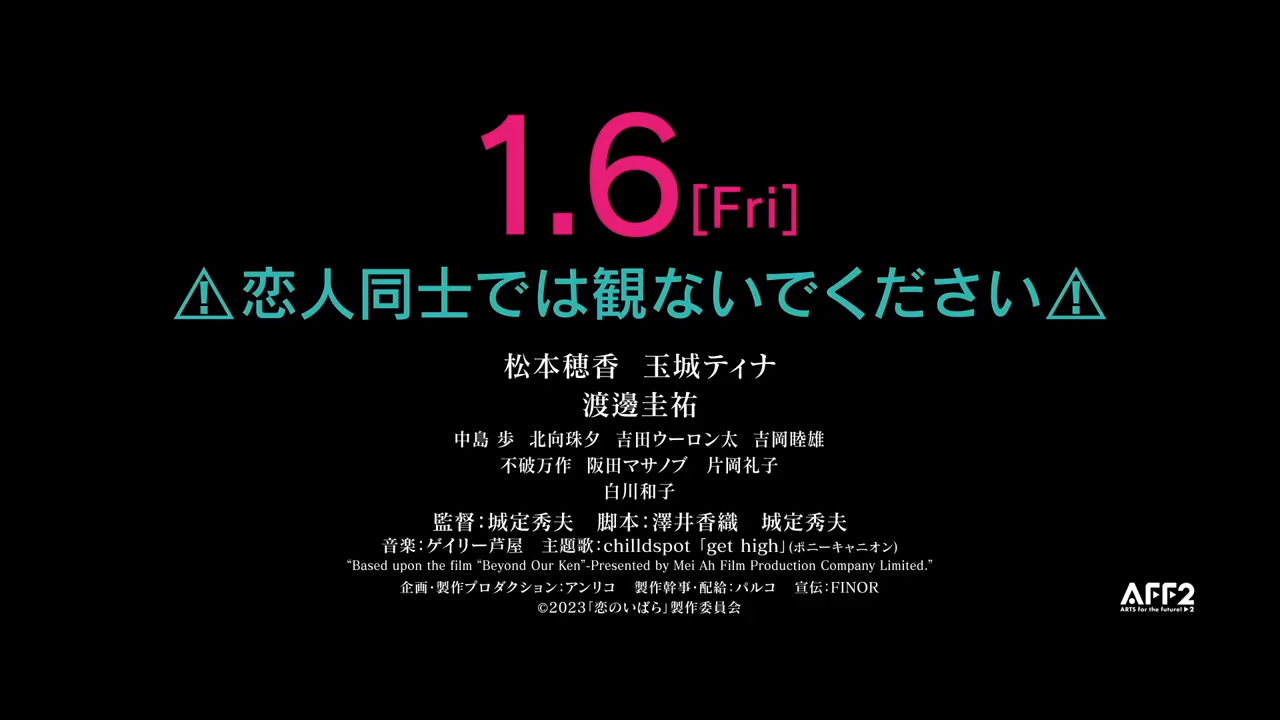 1.6 [Fri]
⚠恋人同士では観ないでください⚠
松本穂香 玉城ティナ
渡邊圭祐
中島 歩 北向珠夕 吉田ウーロン太 吉岡睦雄
不破万作 阪田マサノブ 片岡礼子
白川和子
監督：城定秀夫 脚本：澤井香織 城定秀夫
音楽：ゲイリー芦屋 主題歌：chilldspot「get high」(ポニーキャニオン)
“Based upon the film “Beyond Our Ken”-Presented by Mei Ah Film Production Company Limited.”
企画・製作プロダクション：アンリコ 製作幹事・配給：パルコ 宣伝：FINOR
©2023「恋のいばら」製作委員会
AFF2
ARTS for the future! ▶2